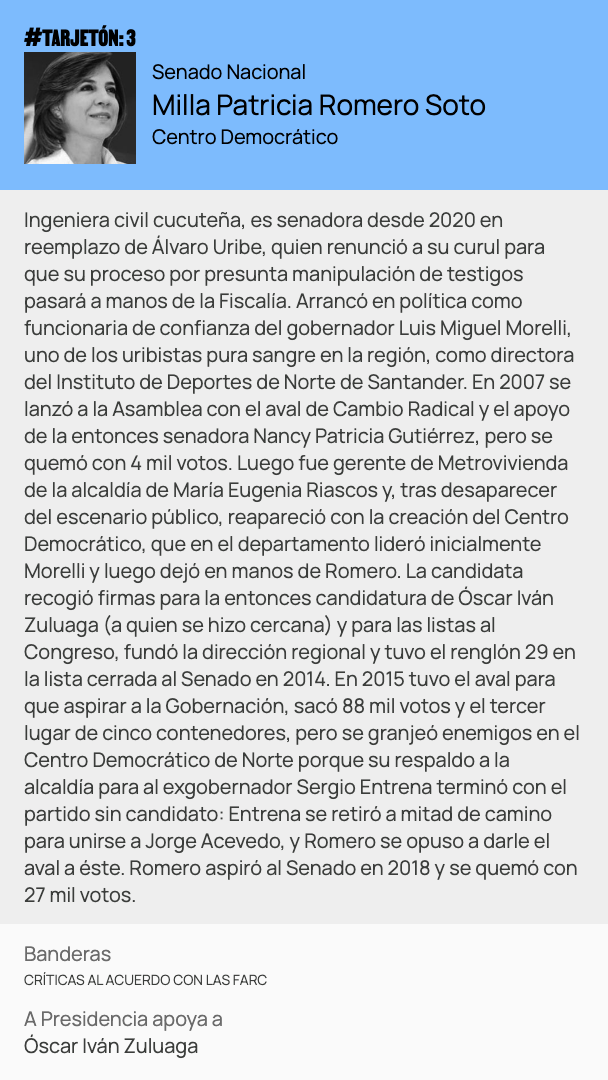 #TARJETÓN: 3
Senado Nacional
Milla Patricia Romero Soto
Centro Democrático
Ingeniera civil cucuteña, es senadora desde 2020 en
reemplazo de Álvaro Uribe, quien renunció a su curul para
que su proceso por presunta manipulación de testigos
pasará a manos de la Fiscalía. Arrancó en política como
funcionaria de confianza del gobernador Luis Miguel Morelli,
uno de los uribistas pura sangre en la región, como directora
del Instituto de Deportes de Norte de Santander. En 2007 se
lanzó a la Asamblea con el aval de Cambio Radical y el apoyo
de la entonces senadora Nancy Patricia Gutiérrez, pero se
quemó con 4 mil votos. Luego fue gerente de Metrovivienda
de la alcaldía de María Eugenia Riascos y, tras desaparecer
del escenario público, reapareció con la creación del Centro
Democrático, que en el departamento lideró inicialmente
Morelli y luego dejó en manos de Romero. La candidata
recogió firmas para la entonces candidatura de Óscar Iván
Zuluaga (a quien se hizo cercana) y para las listas al
Congreso, fundó la dirección regional y tuvo el renglón 29 en
la lista cerrada al Senado en 2014. En 2015 tuvo el aval para
que aspirar a la Gobernación, sacó 88 mil votos y el tercer
lugar de cinco contenedores, pero se granjeó enemigos en el
Centro Democrático de Norte porque su respaldo a la
alcaldía para al exgobernador Sergio Entrena terminó con el
partido sin candidato: Entrena se retiró a mitad de camino
para unirse a Jorge Acevedo, y Romero se opuso a darle el
aval a éste. Romero aspiró al Senado en 2018 y se quemó con
27 mil votos.
Banderas
CRÍTICAS AL ACUERDO CON LAS FARC
A Presidencia apoya a
Óscar Iván Zuluaga